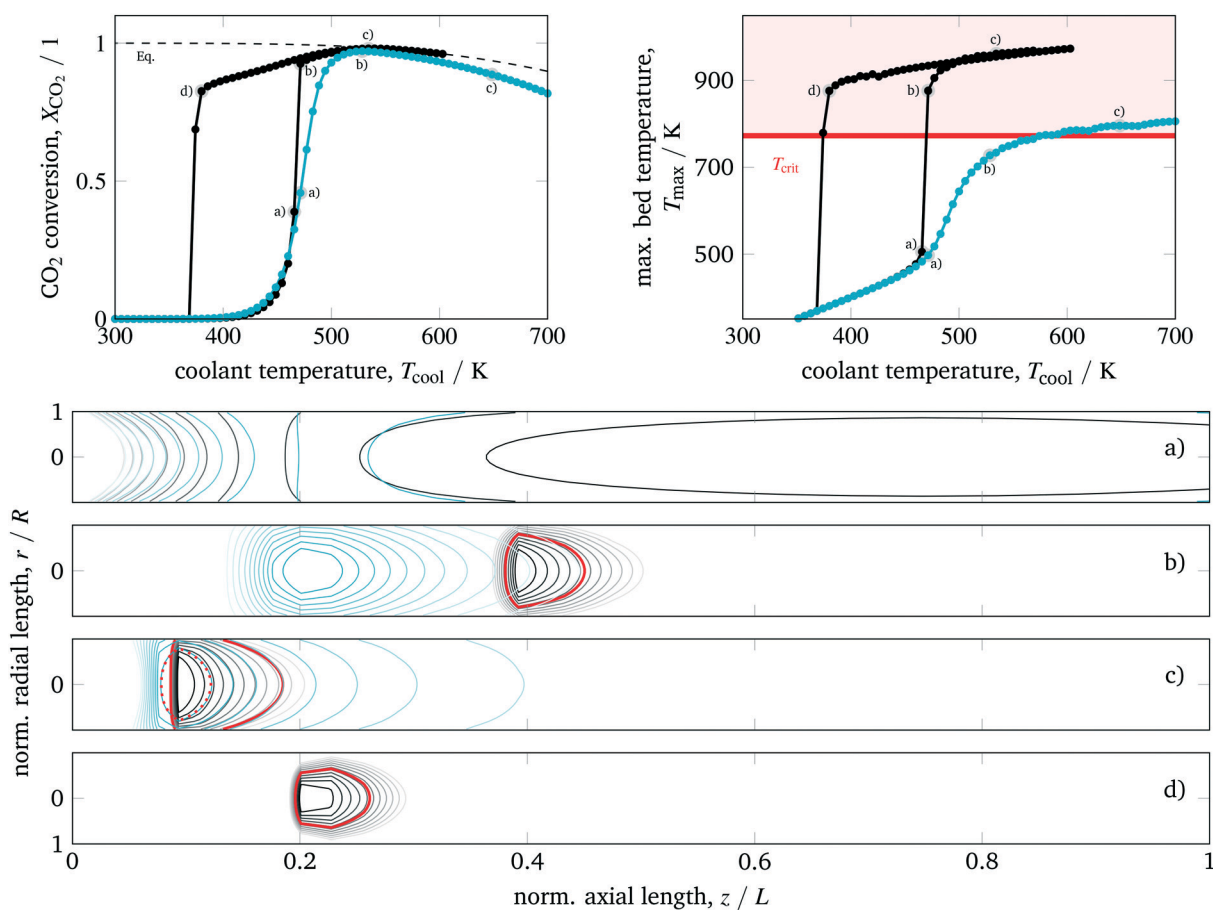 1
0.5
0
CO2 conversion, XCO2 / 1
Eq.
d)
b)
c)
b)
c)
a)
a)
300
400
500
600
700
coolant temperature, Tcool / K
900
700
500
max. bed temperature,
Tmax / K
d)
b)
c)
c)
b)
a)
a)
Tcrit
300
400
500
600
700
coolant temperature, Tcool / K
norm. radial length, r / R
1
0
a)
0
b)
0
c)
0
1
d)
0
0.2
0.4
0.6
0.8
1
norm. axial length, z / L